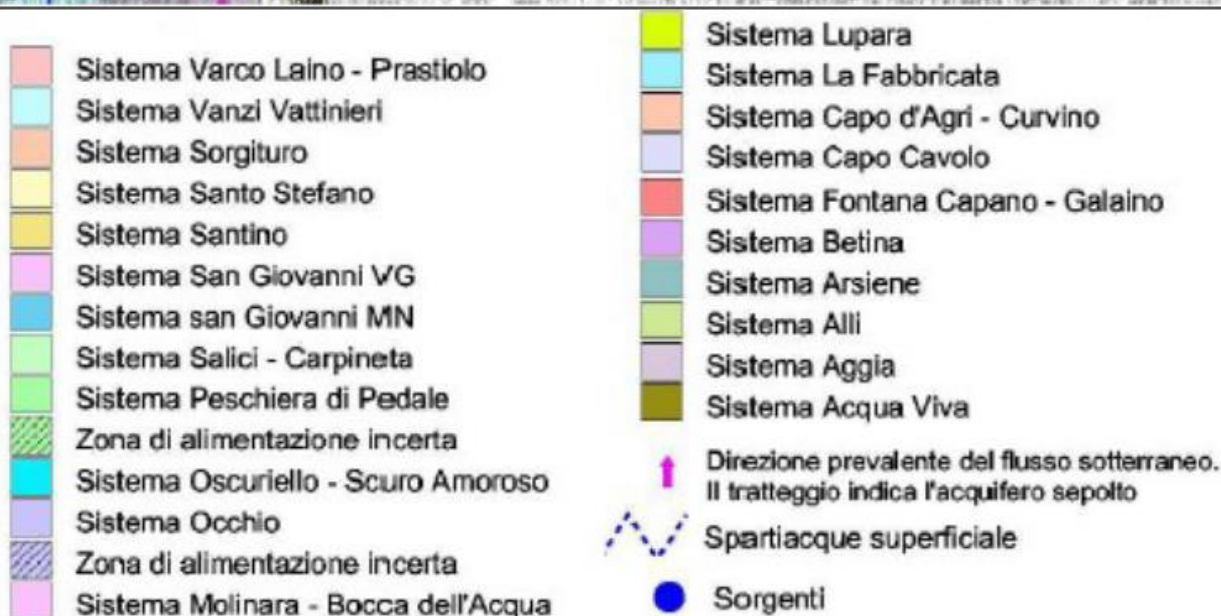 Sistema Varco Laino - Prastiolo
Sistema Vanzi Vattinieri
Sistema Sorgituro
Sistema Santo Stefano
Sistema Santino
Sistema San Giovanni VG
Sistema san Giovanni MN
Sistema Salici - Carpineta
Sistema Peschiera di Pedale
Zona di alimentazione incerta
Sistema Oscuriello - Scuro Amoroso
Sistema Occhio
Zona di alimentazione incerta
Sistema Molinara - Bocca dell'Acqua
Sistema Lupara
Sistema La Fabbricata
Sistema Capo d'Agri - Curvino
Sistema Capo Cavolo
Sistema Fontana Capano - Galaino
Sistema Betina
Sistema Arsiene
Sistema Alli
Sistema Aggia
Sistema Acqua Viva
Direzione prevalente del flusso sotterraneo.
Il tratteggio indica l'acquifero sepolto
Spartiacque superficiale
Sorgenti